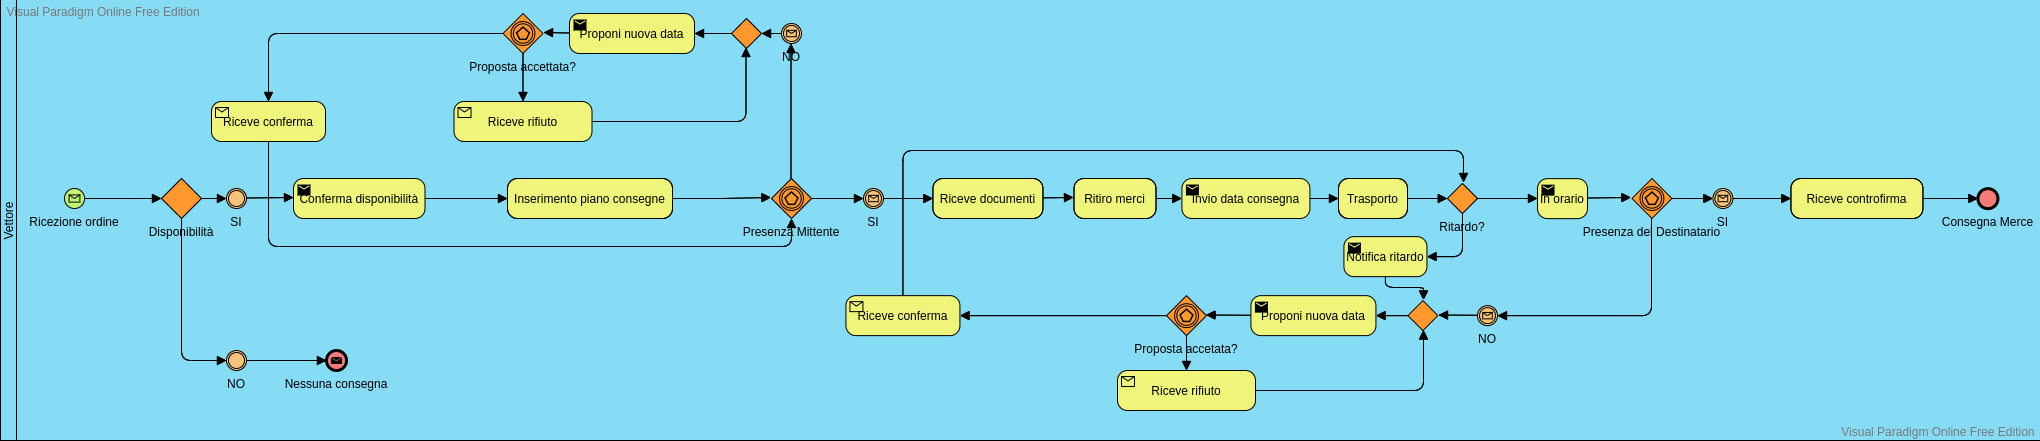 Visual Paradigm Online Free Edition
Vettore
Proponi nuova data
NO
Proposta accettata?
Riceve conferma
Riceve rifiuto
Ricezione ordine
Disponibilità
SI
Conferma disponibilità
Inserimento piano consegne
Presenza Mittente
SI
Riceve documenti
Ritiro merci
Invio data consegna
Trasporto
Ritardo?
In orario
Presenza del Destinatario
SI
Riceve controfirma
Consegna Merce
Notifica ritardo
Riceve conferma
Proposta accetata?
Proponi nuova data
NO
NO
Nessuna consegna
Riceve rifiuto
Visual Paradigm Online Free Edition